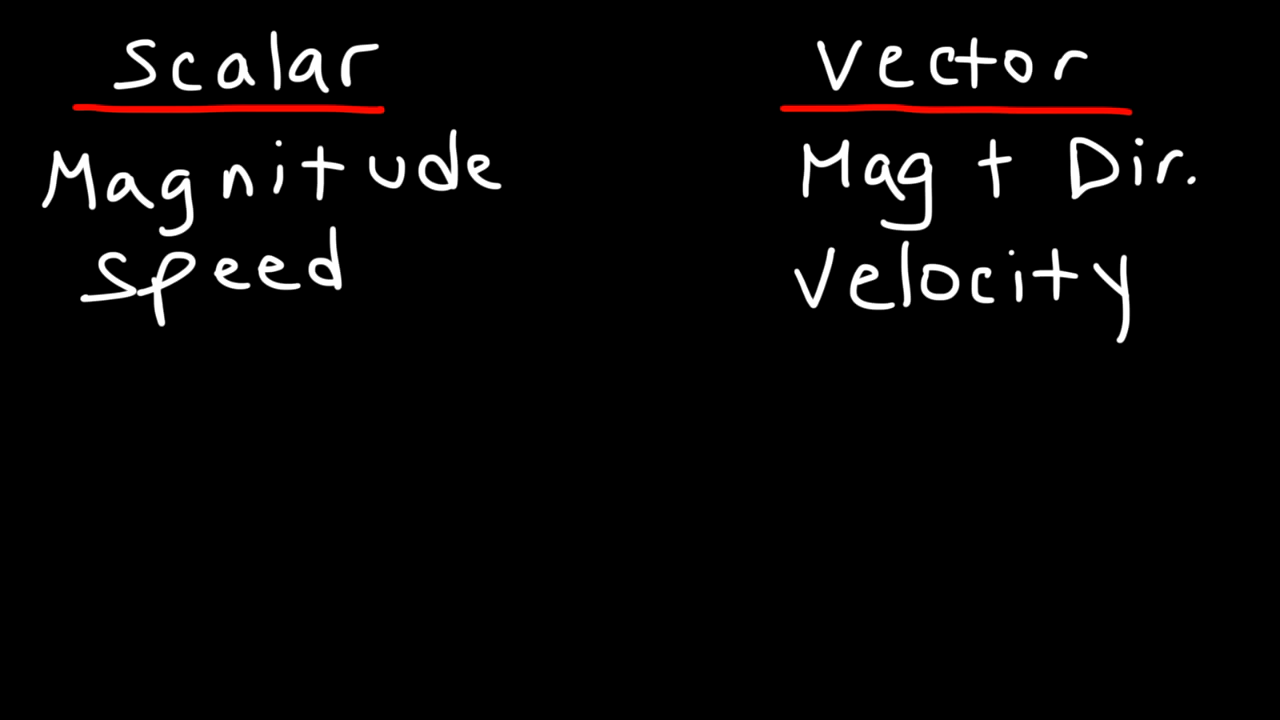 Scalar
Vector
Magnitude
Mag + Dir.
Speed
Velocity